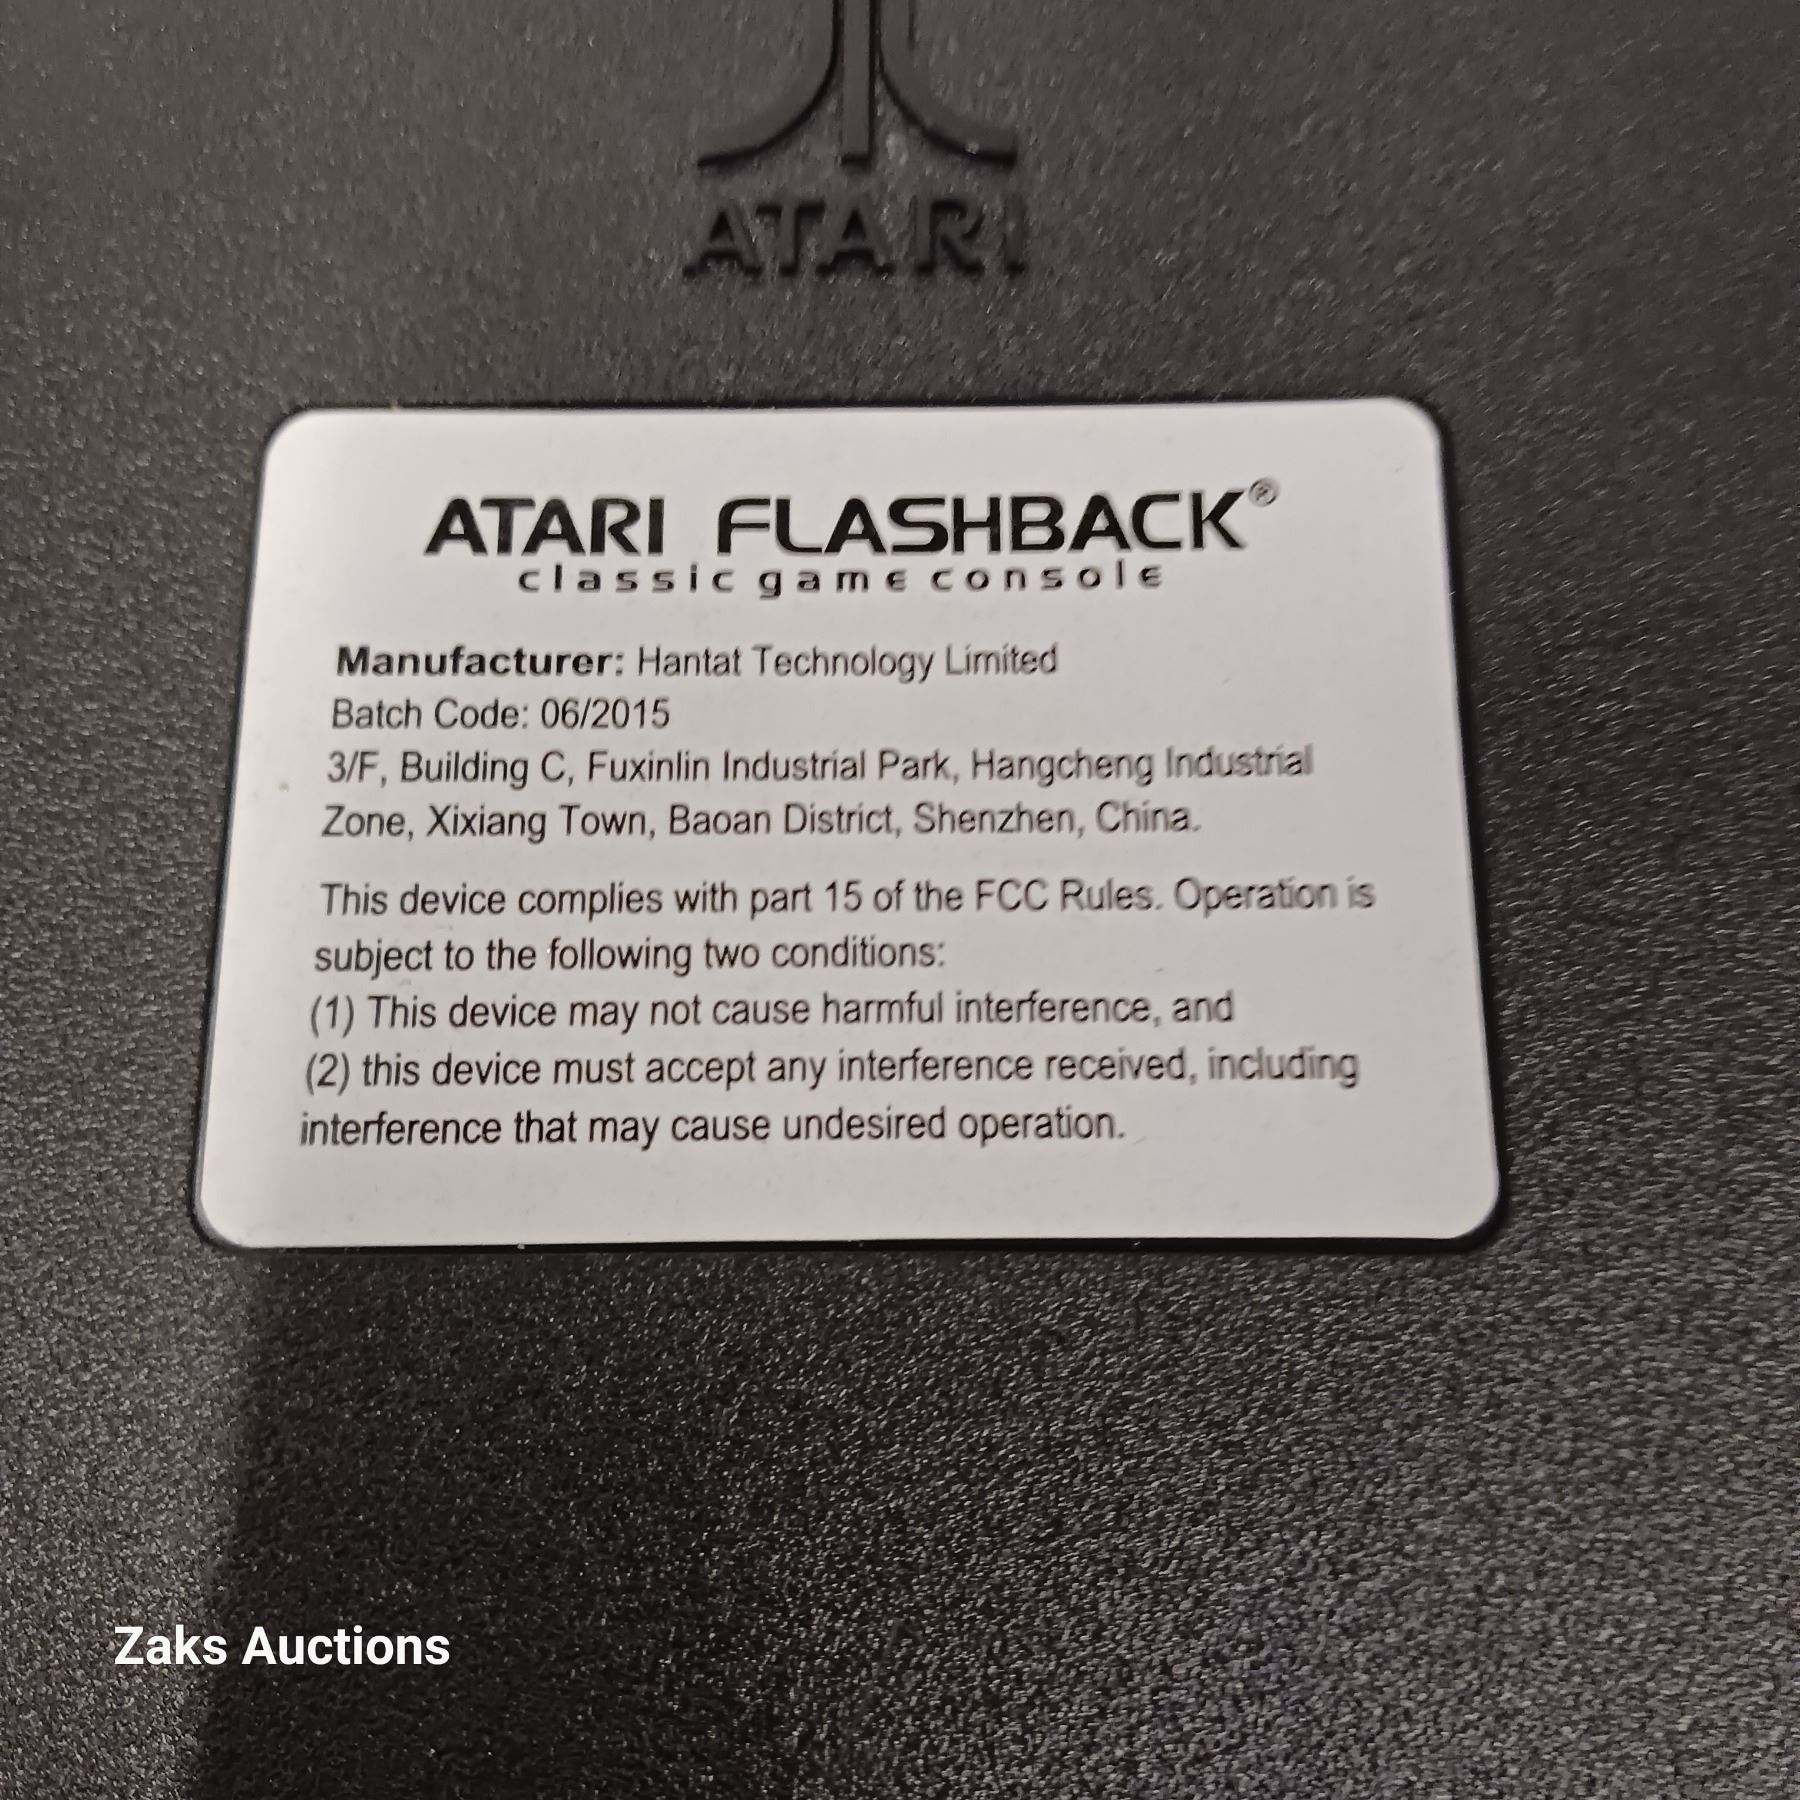 ATARI
ATARI FLASHBACK®
classic game console
Manufacturer: Hantat Technology Limited
Batch Code: 06/2015
3/F, Building C, Fuxinlin Industrial Park, Hangcheng Industrial
Zone, Xixiang Town, Baoan District, Shenzhen, China.
This device complies with part 15 of the FCC Rules. Operation is
subject to the following two conditions:
(1) This device may not cause harmful interference, and
(2) this device must accept any interference received, including
interference that may cause undesired operation.
Zaks Auctions